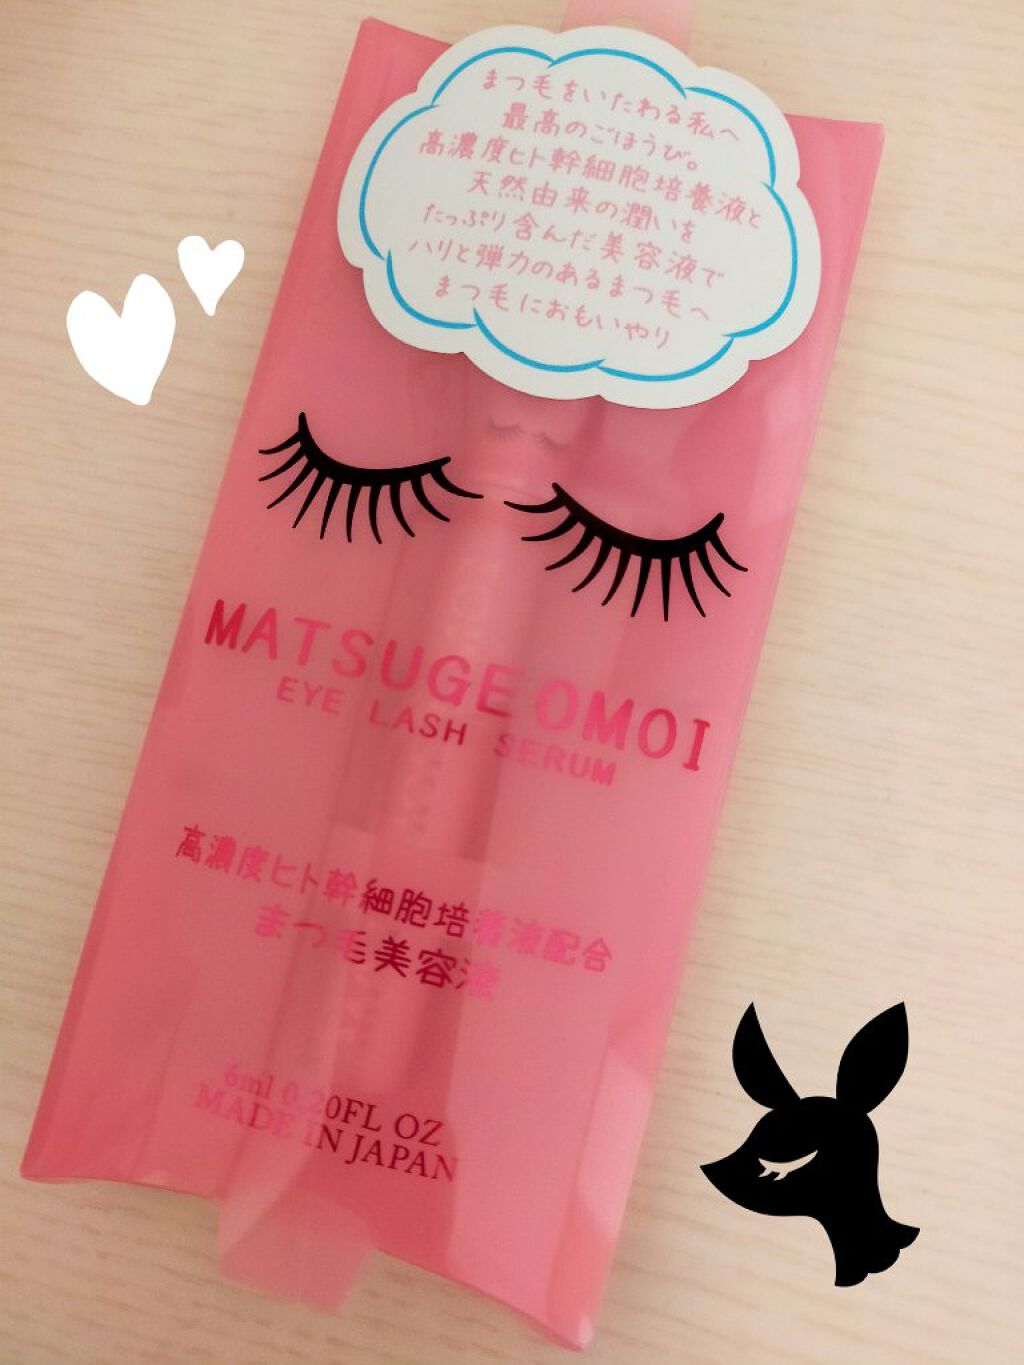 まつ毛をいたわる私へ
最高のごほうび。
高濃度ヒト幹細胞培養液と
天然由来の潤いを
たっぷり含んだ美容液で
ハリと弾力のあるまつ毛へ
まつ毛におもいやり
MATSUGE OMOI
EYE LASH SERUM
高濃度ヒト幹細胞培養液配合
まつ毛美容液
6ml 0.20FL OZ
MADE IN JAPAN